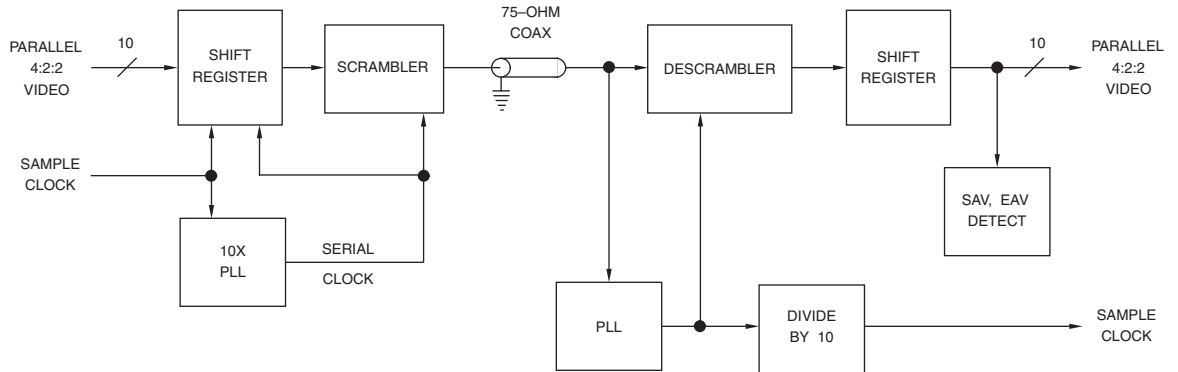 75–OHM
COAX
PARALLEL
4:2:2
VIDEO
10
SHIFT
REGISTER
SCRAMBLER
DESCRAMBLER
SHIFT
REGISTER
10
PARALLEL
4:2:2
VIDEO
SAMPLE
CLOCK
10X
PLL
SERIAL
CLOCK
SAV, EAV
DETECT
PLL
DIVIDE
BY 10
SAMPLE
CLOCK